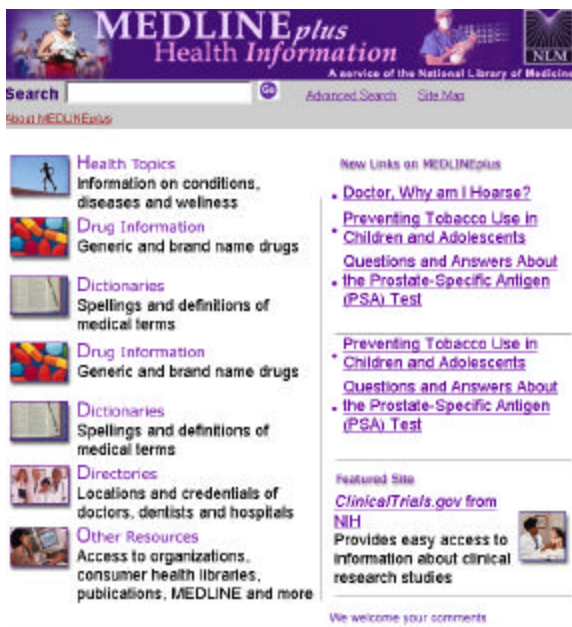 MEDLINEplus
Health Information
NLM
A service of the National Library of Medicine
Search
Go
Advanced Search Site Map
About MEDLINEplus
Health Topics
Information on conditions,
diseases and wellness
Drug Information
Generic and brand name drugs
Dictionaries
Spellings and definitions of
medical terms
Drug Information
Generic and brand name drugs
Dictionaries
Spellings and definitions of
medical terms
Directories
Locations and credentials of
doctors, dentists and hospitals
Other Resources
Access to organizations,
consumer health libraries,
publications, MEDLINE and more
New Links on MEDLINEplus
• Doctor, Why am I Hoarse?
• Preventing Tobacco Use in
Children and Adolescents
Questions and Answers About
• the Prostate-Specific Antigen
(PSA) Test
• Preventing Tobacco Use in
Children and Adolescents
Questions and Answers About
• the Prostate-Specific Antigen
(PSA) Test
Featured Site
ClinicalTrials.gov from
NIH
Provides easy access to
information about clinical
research studies
We welcome your comments